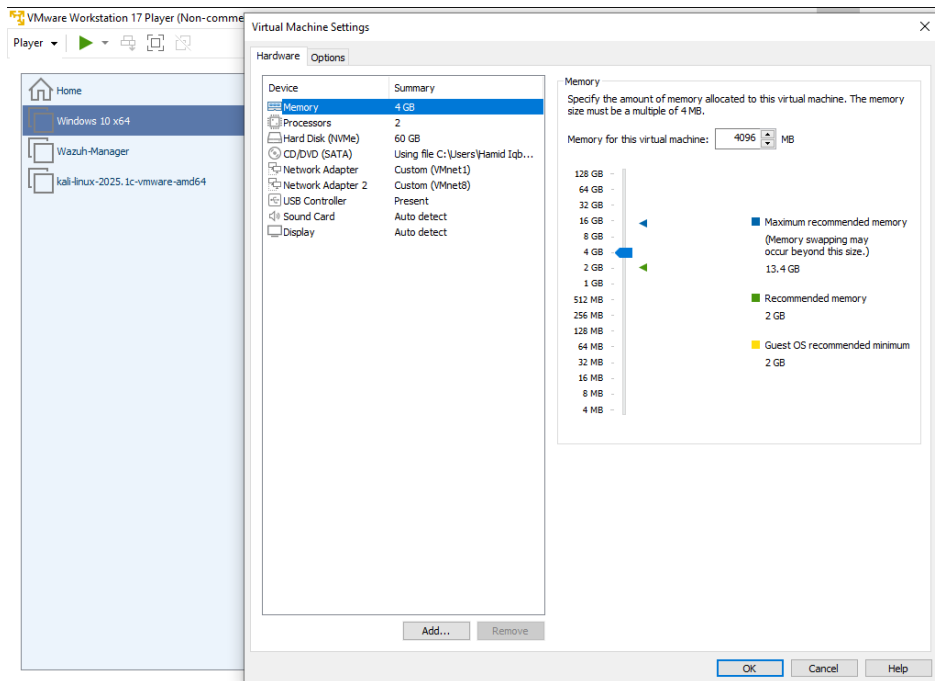 VMware Workstation 17 Player (Non-comme
Player
Home
Windows 10 x64
Wazuh-Manager
kali-linux-2025.1c-vmware-amd64
Virtual Machine Settings
Hardware Options
Device Summary
Memory 4 GB
Processors 2
Hard Disk (NVMe) 60 GB
CD/DVD (SATA) Using file C:\Users\Hamid Iqb...
Network Adapter Custom (VMnet1)
Network Adapter 2 Custom (VMnet8)
USB Controller Present
Sound Card Auto detect
Display Auto detect
Add... Remove
Memory
Specify the amount of memory allocated to this virtual machine. The memory
size must be a multiple of 4 MB.
Memory for this virtual machine: 4096 MB
128 GB
64 GB
32 GB
16 GB
8 GB
4 GB
2 GB
1 GB
512 MB
256 MB
128 MB
64 MB
32 MB
16 MB
8 MB
4 MB
Maximum recommended memory
(Memory swapping may
occur beyond this size.)
13.4 GB
Recommended memory
2 GB
Guest OS recommended minimum
2 GB
OK Cancel Help